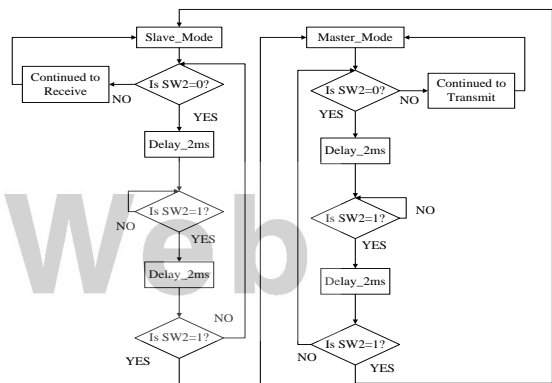 Slave_Mode
Is SW2=0?
Continued to
Receive
NO
YES
Delay_2ms
Is SW2=1?
NO
YES
Delay_2ms
Is SW2=1?
NO
YES
Master_Mode
Is SW2=0?
Continued to
Transmit
NO
YES
Delay_2ms
Is SW2=1?
NO
YES
Delay_2ms
Is SW2=1?
NO
YES
Web